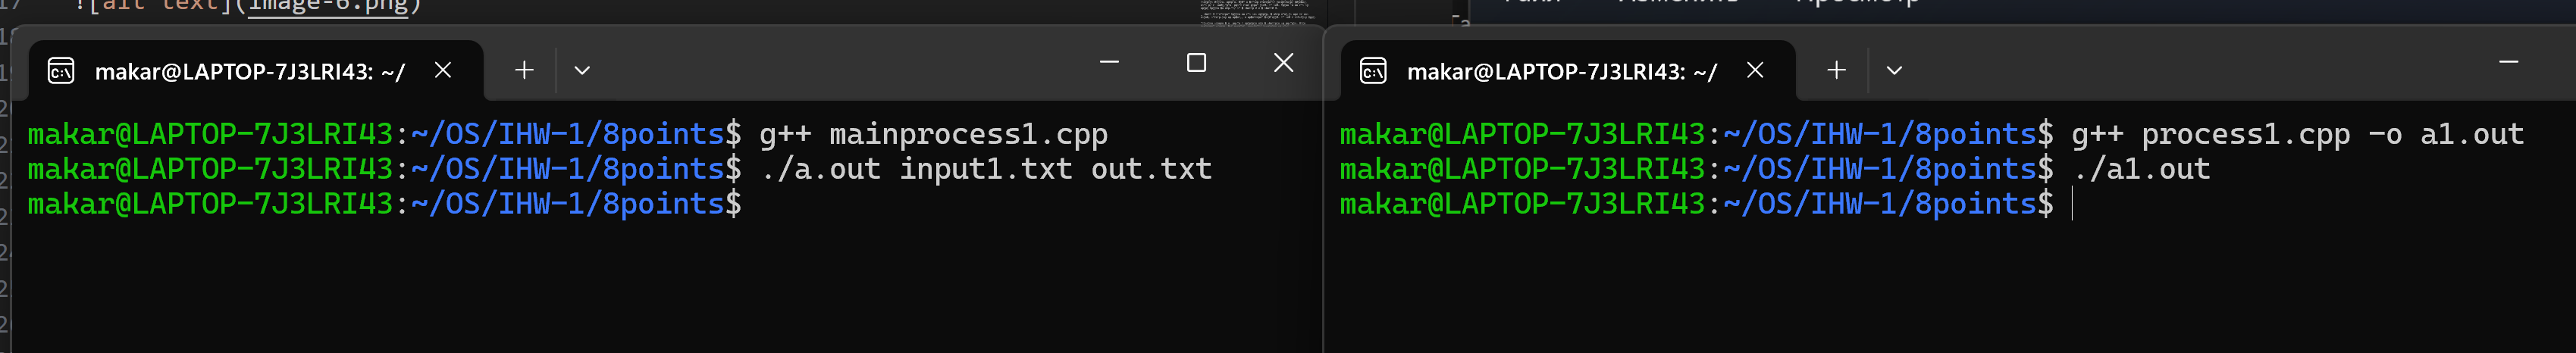 ![alt text](image-6.png)
makar@LAPTOP-7J3LRI43: ~/
makar@LAPTOP-7J3LRI43:~/OS/IHW-1/8points$ g++ mainprocess1.cpp
makar@LAPTOP-7J3LRI43:~/OS/IHW-1/8points$ ./a.out input1.txt out.txt
makar@LAPTOP-7J3LRI43:~/OS/IHW-1/8points$
makar@LAPTOP-7J3LRI43: ~/
makar@LAPTOP-7J3LRI43:~/OS/IHW-1/8points$ g++ process1.cpp -o a1.out
makar@LAPTOP-7J3LRI43:~/OS/IHW-1/8points$ ./a1.out
makar@LAPTOP-7J3LRI43:~/OS/IHW-1/8points$